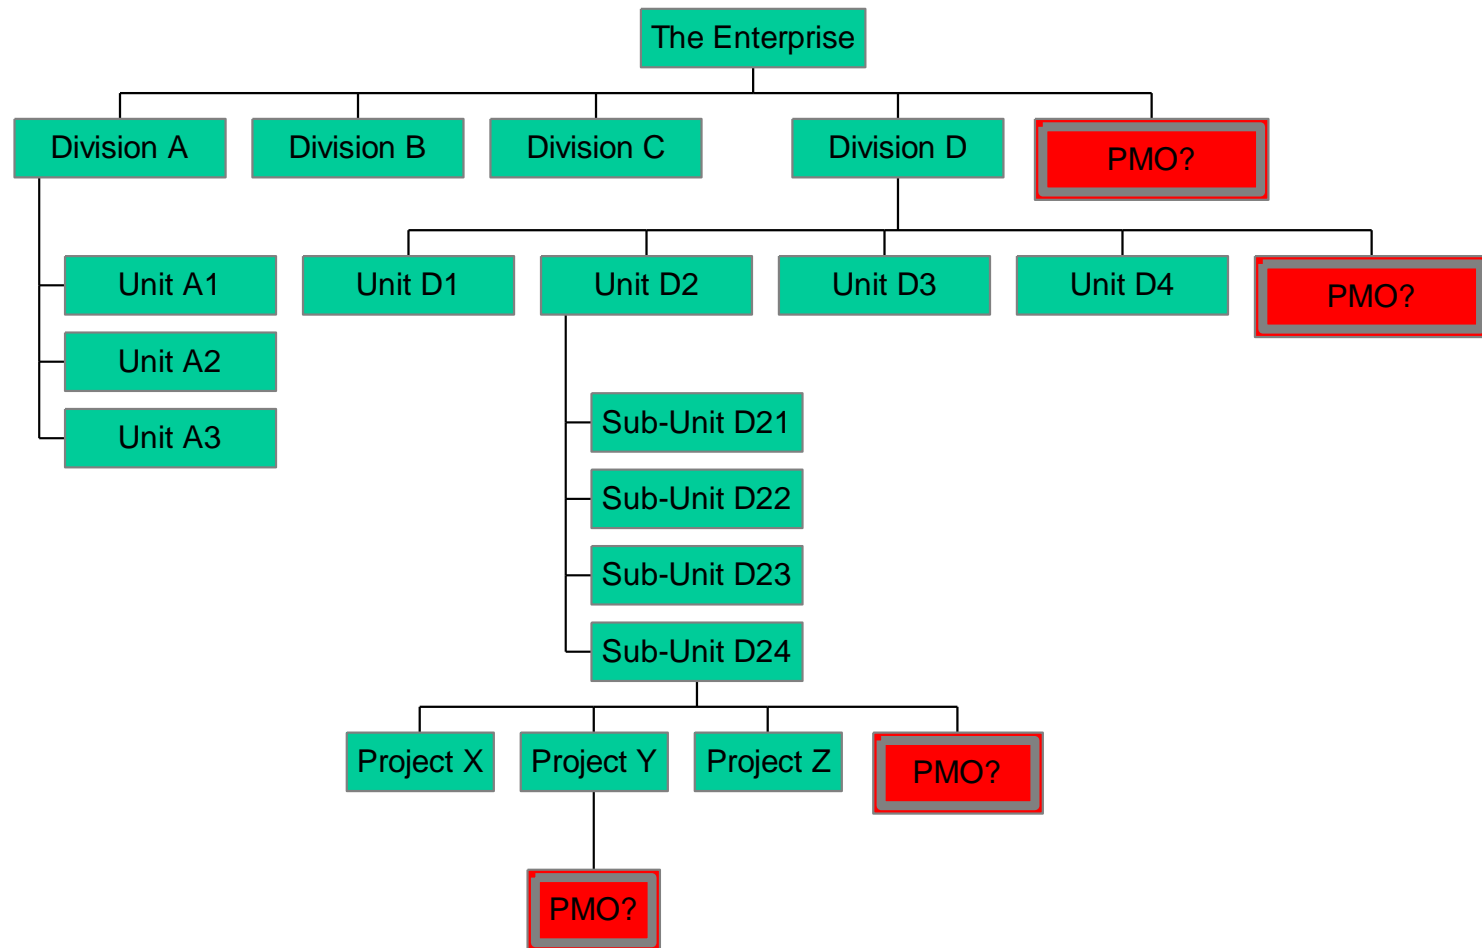 The Enterprise
Division A
Division B
Division C
Division D
PMO?
Unit A1
Unit D1
Unit D2
Unit D3
Unit D4
PMO?
Unit A2
Unit A3
Sub-Unit D21
Sub-Unit D22
Sub-Unit D23
Sub-Unit D24
Project X
Project Y
Project Z
PMO?
PMO?